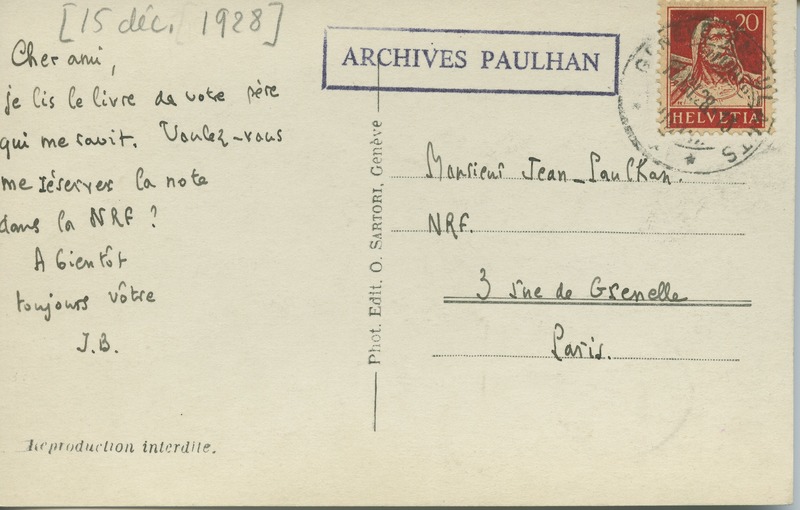 [15 déc. 1928]
Cher ami,
je lis le livre de votre père
qui me ravit. Voulez-vous
me réserver la note
dans la NRF ?
A bientôt
toujours vôtre
J.B.
Reproduction interdite.
Phot. Edit. O. SARTORI, Genève
ARCHIVES PAULHAN
20
HELVETIA
Monsieur Jean-Paulhan.
NRF.
3 rue de Grenelle
Paris.